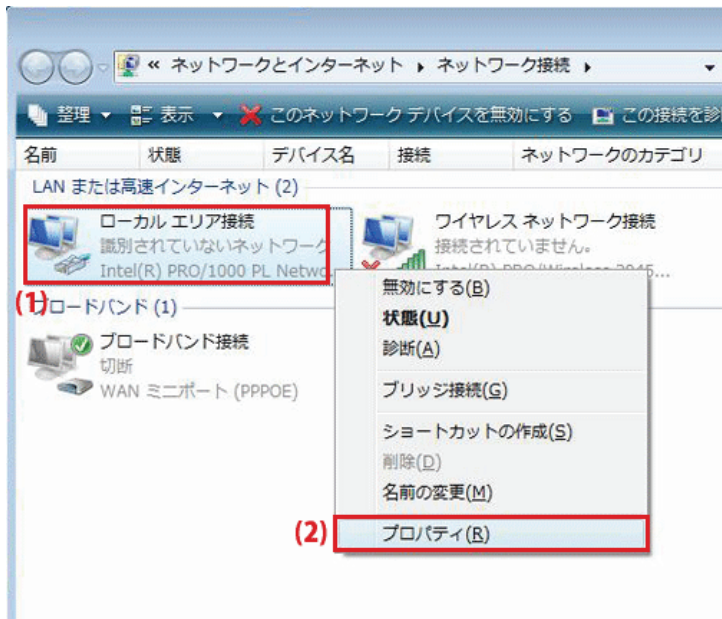 « ネットワークとインターネット ▸ ネットワーク接続 ▸
整理 ▼ 表示 ▼ このネットワーク デバイスを無効にする この接続を診
名前 状態 デバイス名 接続 ネットワークのカテゴリ
LAN または高速インターネット (2)
ローカル エリア接続
識別されていないネットワーク
Intel(R) PRO/1000 PL Netwo...
ワイヤレス ネットワーク接続
接続されていません。
Intel(R) PRO/Wireless 3945...
(1)
ブロードバンド (1)
ブロードバンド接続
切断
WAN ミニポート (PPPOE)
無効にする(B)
状態(U)
診断(A)
ブリッジ接続(G)
ショートカットの作成(S)
削除(D)
名前の変更(M)
(2) プロパティ(R)